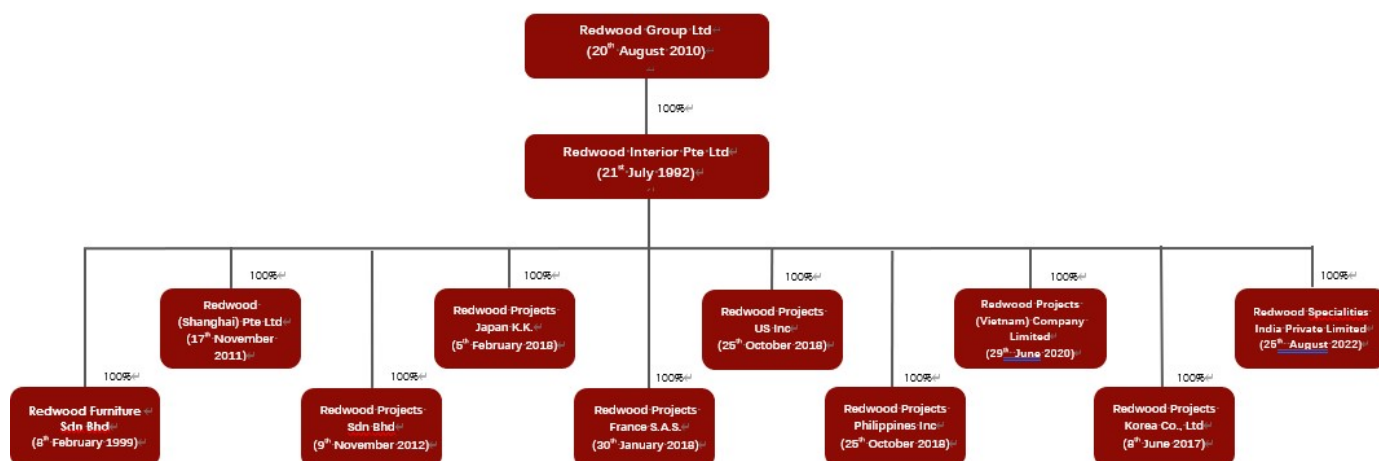 Redwood Group Ltd
(20th August 2010)
100%
Redwood Interior Pte Ltd
(21st July 1992)
100%
100%
100%
100%
100%
Redwood
(Shanghai) Pte Ltd
(17th November
2011)
Redwood Projects
Japan K.K.
(5th February 2018)
Redwood Projects
US Inc
(25th October 2018)
Redwood Projects
(Vietnam) Company
Limited
(29th June 2020)
Redwood Specialities
India Private Limited
(25th August 2022)
100%
100%
100%
100%
100%
Redwood Furniture
Sdn Bhd
(8th February 1999)
Redwood Projects
Sdn Bhd
(9th November 2012)
Redwood Projects
France S.A.S.
(30th January 2018)
Redwood Projects
Philippines Inc
(25th October 2018)
Redwood Projects
Korea Co., Ltd
(8th June 2017)